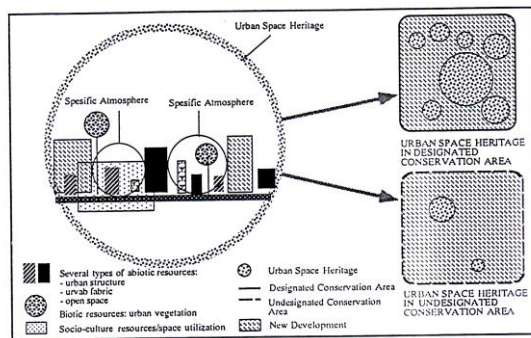 Urban Space Heritage
Spesific Atmosphere
Spesific Atmosphere
URBAN SPACE HERITAGE
IN DESIGNATED
CONSERVATION AREA
Several types of abiotic resources:
- urban structure
- urvab fabric
- open space
Biotic resources: urban vegetation
Socio-culture resources/space utilization
Urban Space Heritage
Designated Conservation Area
Undesignated Conservation
Area
New Development
URBAN SPACE HERITAGE
IN UNDESIGNATED
CONSERVATION AREA